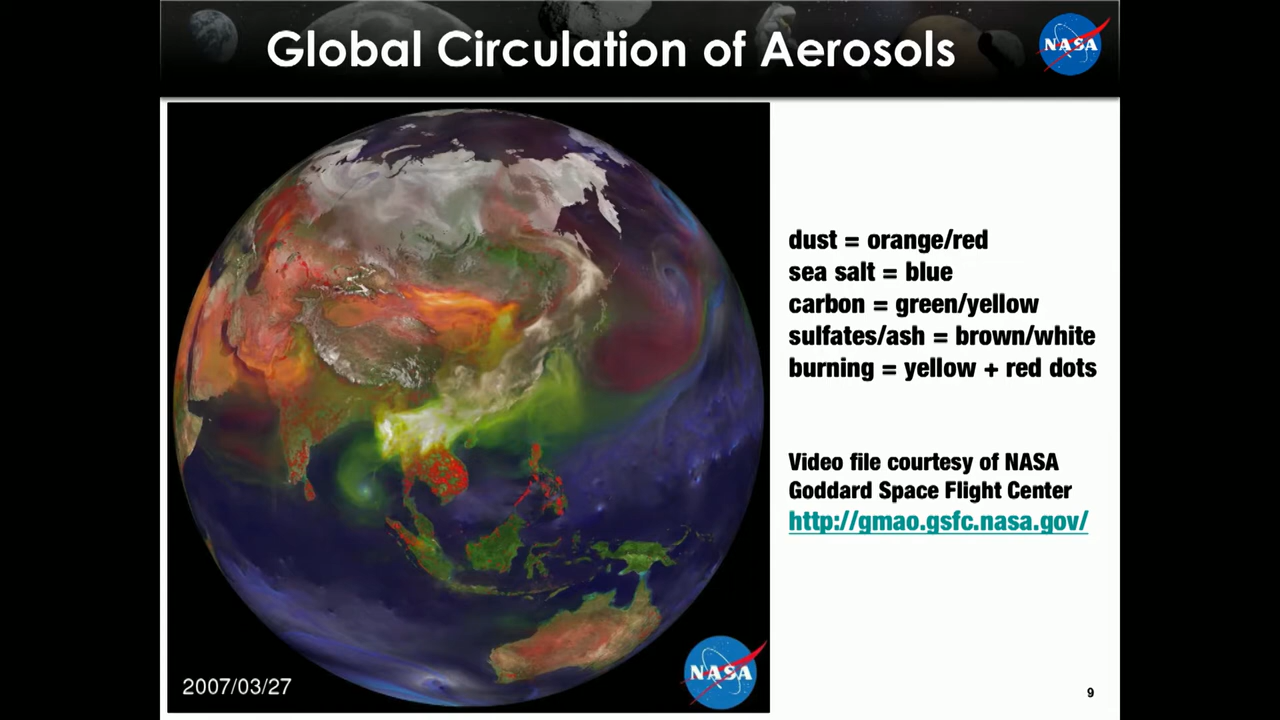 Global Circulation of Aerosols
NASA
dust = orange/red
sea salt = blue
carbon = green/yellow
sulfates/ash = brown/white
burning = yellow + red dots
Video file courtesy of NASA
Goddard Space Flight Center
http://gmao.gsfc.nasa.gov/
2007/03/27
NASA
9